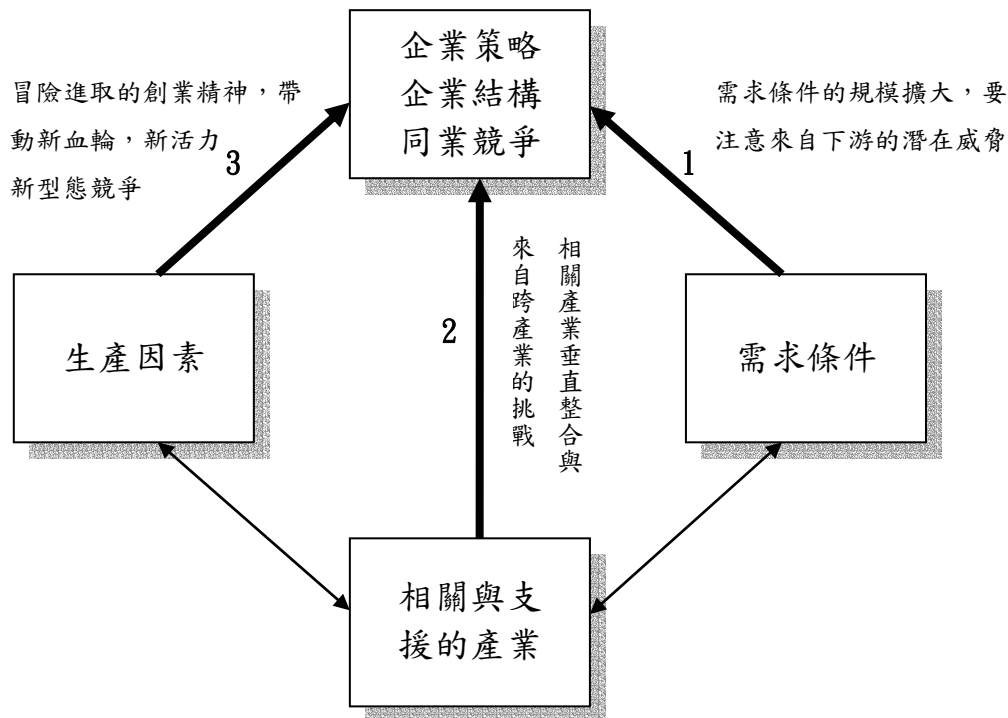 企業策略
企業結構
同業競爭
冒險進取的創業精神，帶
動新血輪，新活力
新型態競爭
3
需求條件的規模擴大，要
注意來自下游的潛在威脅
1
相關產業垂直整合與
來自跨產業的挑戰
2
生產因素
需求條件
相關與支
援的產業